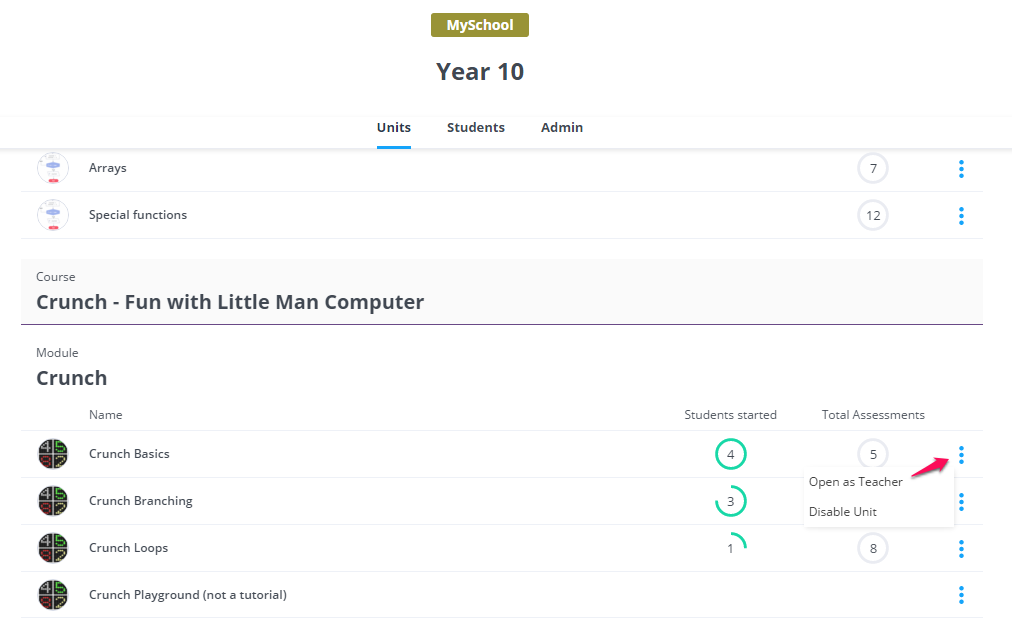 MySchool
Year 10
Units Students Admin
Arrays 7
Special functions 12
Course
Crunch - Fun with Little Man Computer
Module
Crunch
Name Students started Total Assessments
Crunch Basics 4 5
Open as Teacher
Crunch Branching 3
Disable Unit
Crunch Loops 1 8
Crunch Playground (not a tutorial)